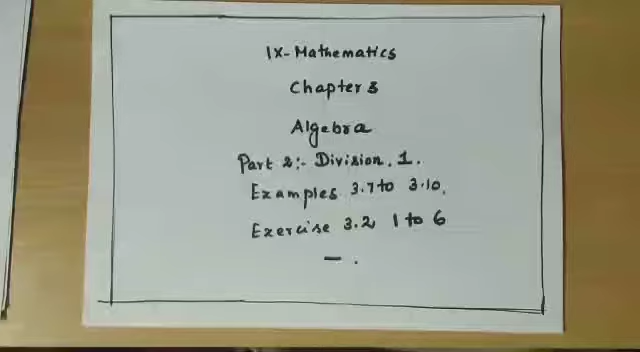 IX- Mathematics
Chapter 3
Algebra
Part 2:- Division. 1.
Examples 3.7 to 3.10.
Exercise 3.2, 1 to 6